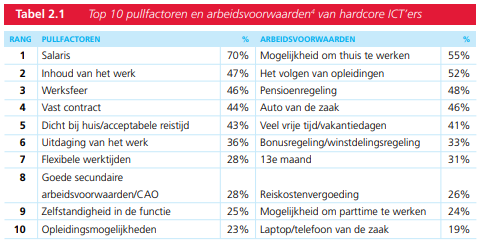 Tabel 2.1 Top 10 pullfactoren en arbeidsvoorwaarden⁴ van hardcore ICT'ers
RANG PULLFACTOREN % ARBEIDSVOORWAARDEN %
1 Salaris 70% Mogelijkheid om thuis te werken 55%
2 Inhoud van het werk 47% Het volgen van opleidingen 52%
3 Werksfeer 46% Pensioenregeling 48%
4 Vast contract 44% Auto van de zaak 46%
5 Dicht bij huis/acceptabele reistijd 43% Veel vrije tijd/vakantiedagen 41%
6 Uitdaging van het werk 36% Bonusregeling/winstdelingsregeling 33%
7 Flexibele werktijden 28% 13e maand 31%
8 Goede secundaire
arbeidsvoorwaarden/CAO 28% Reiskostenvergoeding 26%
9 Zelfstandigheid in de functie 25% Mogelijkheid om parttime te werken 24%
10 Opleidingsmogelijkheden 23% Laptop/telefoon van de zaak 19%